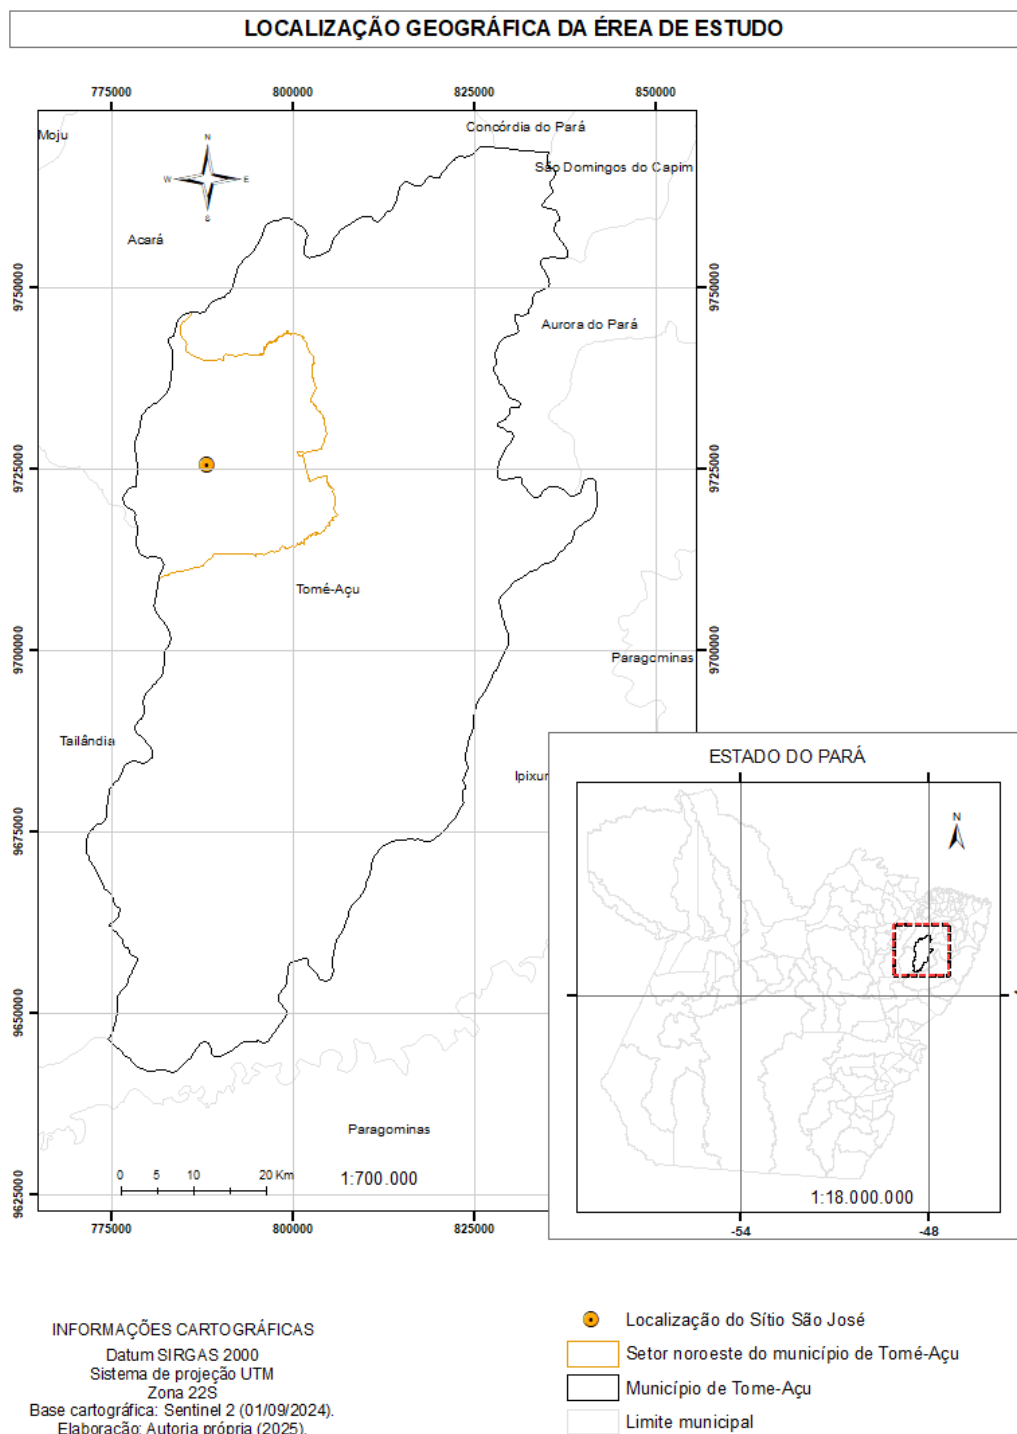 LOCALIZAÇÃO GEOGRÁFICA DA ÉREA DE ESTUDO
775000
800000
825000
850000
Moju
Concórdia do Pará
N
São Domingos do Capim
W
E
S
Acará
9750000
9750000
Aurora do Pará
9725000
9725000
Tomé-Açu
9700000
9700000
Paragominas
Tailândia
ESTADO DO PARÁ
Ipixur
N
9675000
9650000
Paragominas
0 5 10 20 Km
1:700.000
9625000
1:18.000.000
775000
800000
825000
-54
-48
INFORMAÇÕES CARTOGRÁFICAS
Datum SIRGAS 2000
Sistema de projeção UTM
Zona 22S
Base cartográfica: Sentinel 2 (01/09/2024).
Elaboração: Autoria própria (2025).
Localização do Sítio São José
Setor noroeste do município de Tomé-Açu
Município de Tome-Açu
Limite municipal